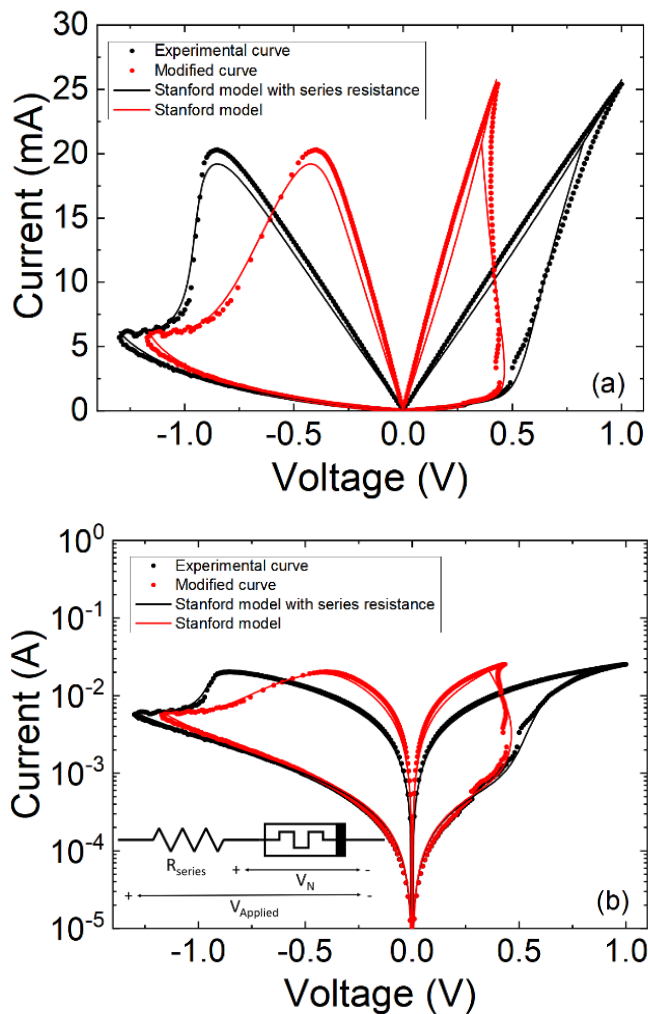 30
25
20
15
10
5
0
Current (mA)
Experimental curve
Modified curve
Stanford model with series resistance
Stanford model
(a)
-1.0 -0.5 0.0 0.5 1.0
Voltage (V)
10⁰
10⁻¹
10⁻²
10⁻³
10⁻⁴
10⁻⁵
Current (A)
Experimental curve
Modified curve
Stanford model with series resistance
Stanford model
R_series
+ V_N -
+ V_Applied -
(b)
-1.0 -0.5 0.0 0.5 1.0
Voltage (V)